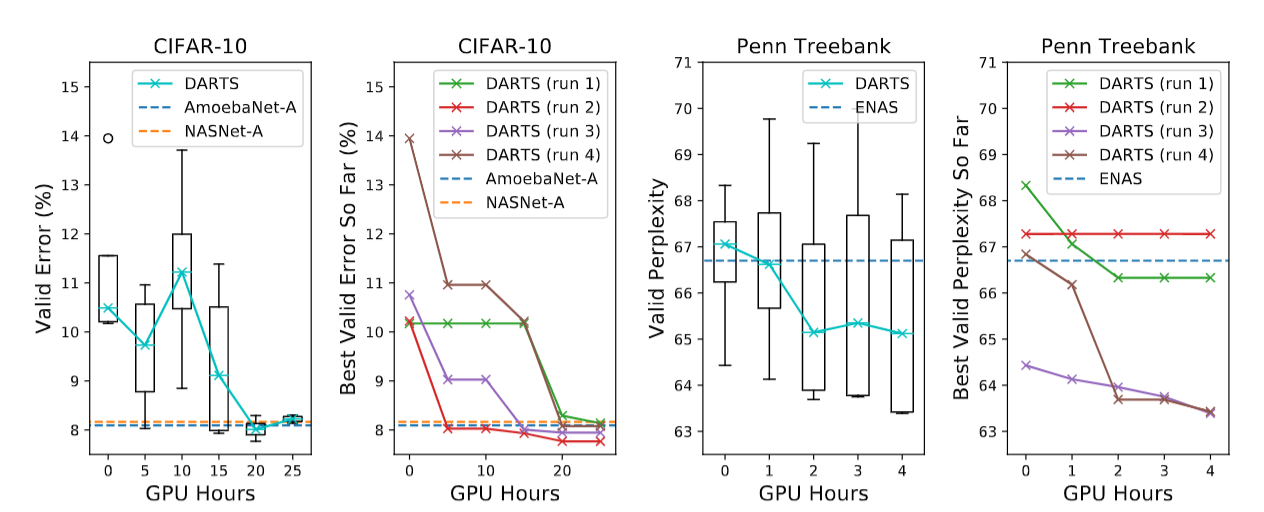 CIFAR-10
15
14
13
12
11
10
9
8
Valid Error (%)
DARTS
AmoebaNet-A
NASNet-A
0 5 10 15 20 25
GPU Hours
CIFAR-10
15
14
13
12
11
10
9
8
Best Valid Error So Far (%)
DARTS (run 1)
DARTS (run 2)
DARTS (run 3)
DARTS (run 4)
AmoebaNet-A
NASNet-A
0 10 20
GPU Hours
Penn Treebank
71
70
69
68
67
66
65
64
63
Valid Perplexity
DARTS
ENAS
0 1 2 3 4
GPU Hours
Penn Treebank
71
70
69
68
67
66
65
64
63
Best Valid Perplexity So Far
DARTS (run 1)
DARTS (run 2)
DARTS (run 3)
DARTS (run 4)
ENAS
0 1 2 3 4
GPU Hours